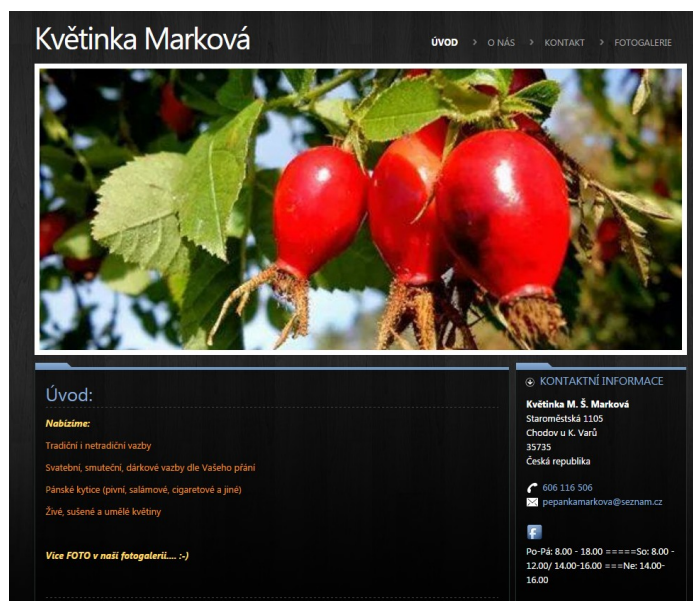 Květinka Marková
ÚVOD > O NÁS > KONTAKT > FOTOGALERIE
Úvod:
Nabízíme:
Tradiční i netradiční vazby
Svatební, smuteční, dárkové vazby dle Vašeho přání
Pánské kytice (pivní, salámové, cigaretové a jiné)
Živé, sušené a umělé květiny
Více FOTO v naší fotogalerii.... :-)
KONTAKTNÍ INFORMACE
Květinka M. Š. Marková
Staroměstská 1105
Chodov u K. Varů
35735
Česká republika
606 116 506
pepankamarkova@seznam.cz
f
Po-Pá: 8.00 - 18.00 =====So: 8.00 -
12.00/ 14.00-16.00 ===Ne: 14.00-
16.00